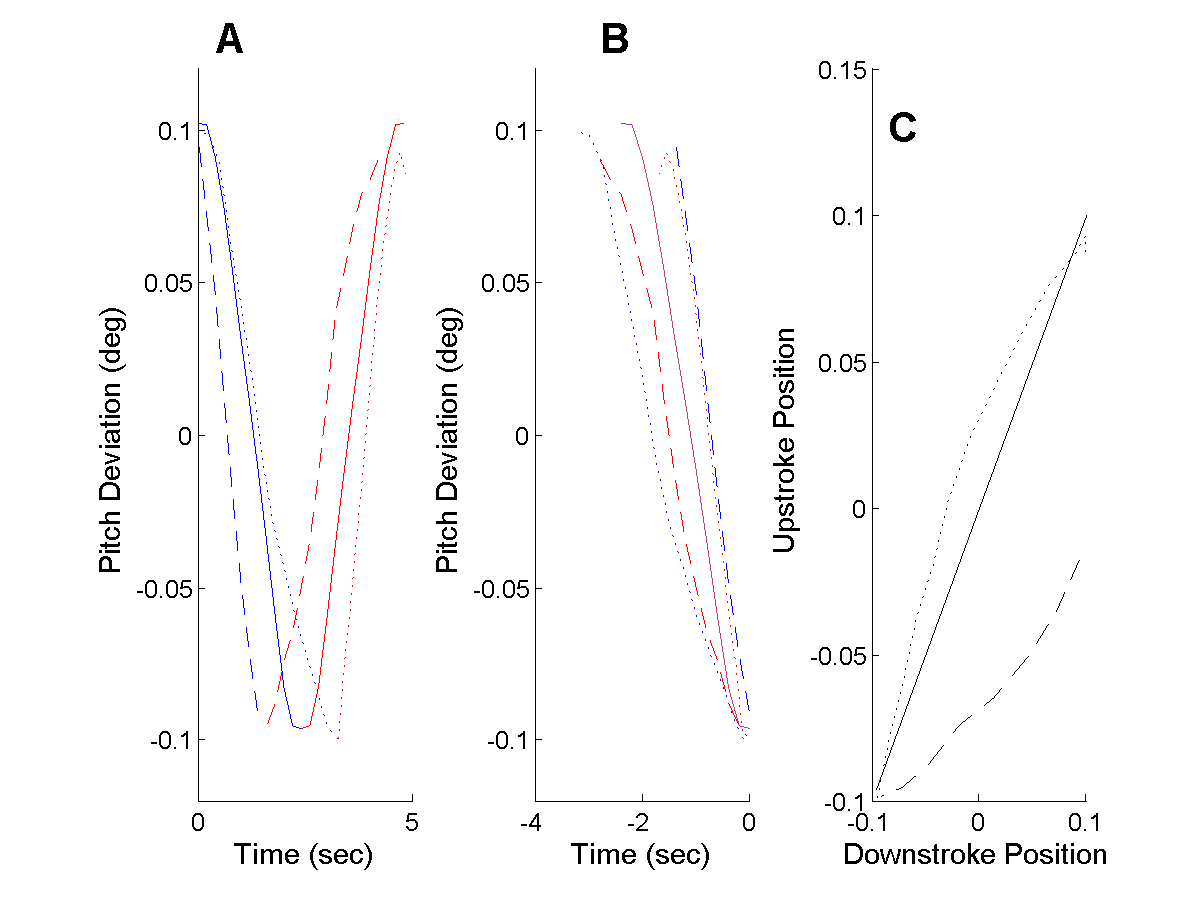 A
0.1
0.05
0
-0.05
-0.1
0
5
Pitch Deviation (deg)
Time (sec)
B
0.1
0.05
0
-0.05
-0.1
-4
-2
0
Pitch Deviation (deg)
Time (sec)
C
0.15
0.1
0.05
0
-0.05
-0.1
-0.1
0
0.1
Upstroke Position
Downstroke Position